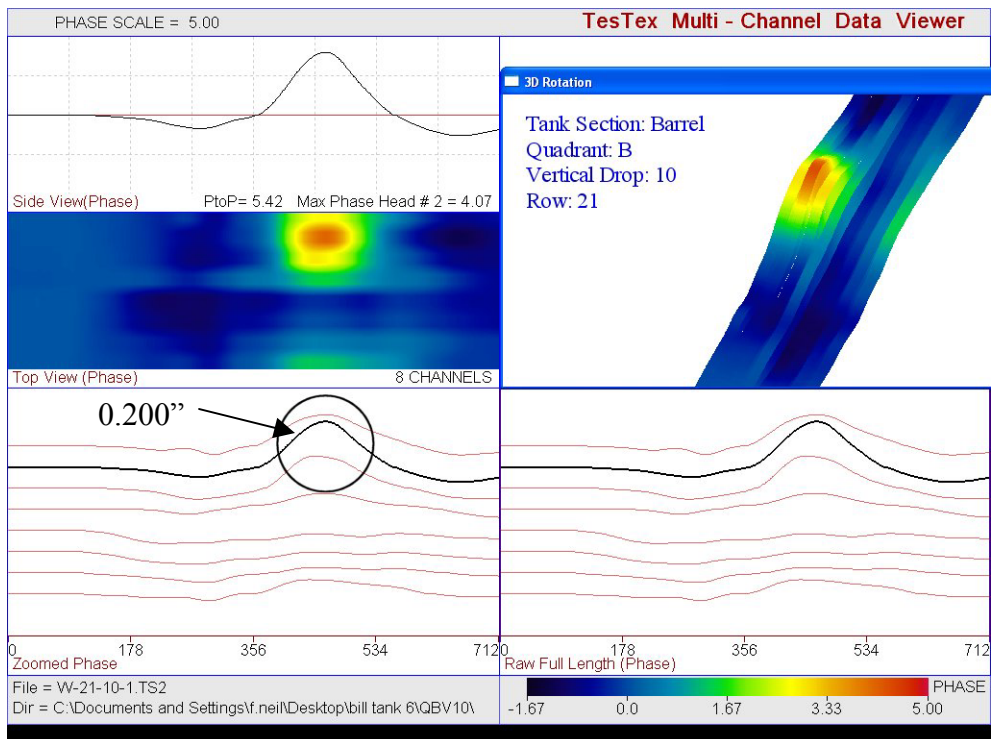 PHASE SCALE = 5.00
TesTex Multi - Channel Data Viewer
3D Rotation
Tank Section: Barrel
Quadrant: B
Vertical Drop: 10
Row: 21
Side View(Phase) PtoP= 5.42 Max Phase Head # 2 = 4.07
Top View (Phase) 8 CHANNELS
0.200”
0 178 356 534 712
Zoomed Phase
0 178 356 534 712
Raw Full Length (Phase)
File = W-21-10-1.TS2
Dir = C:\Documents and Settings\f.neil\Desktop\bill tank 6\QBV10\
PHASE
-1.67 0.0 1.67 3.33 5.00